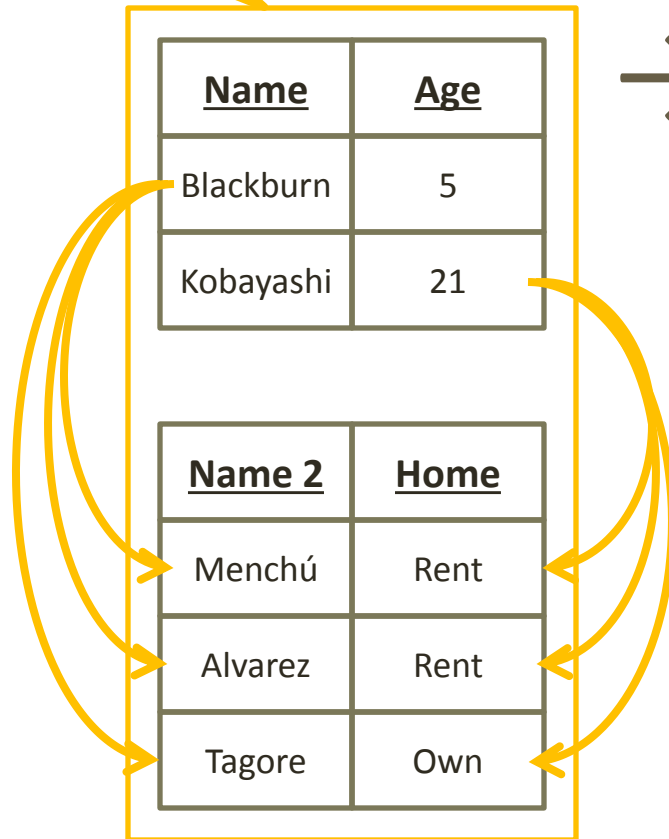 Name Age
Blackburn 5
Kobayashi 21
Name 2 Home
Menchú Rent
Alvarez Rent
Tagore Own